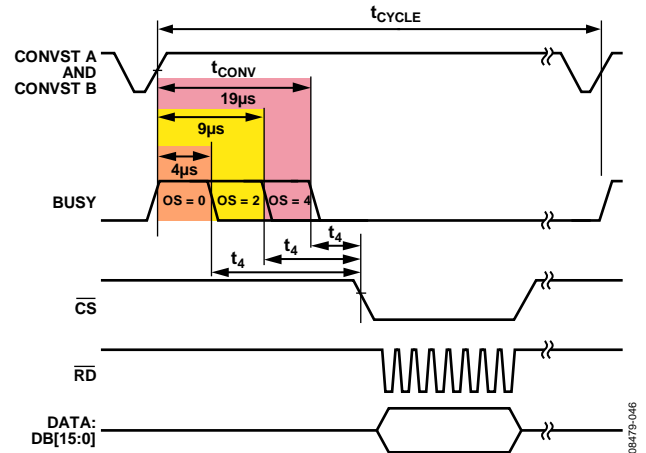 tCYCLE
CONVST A
AND
CONVST B
tCONV
19µs
9µs
4µs
BUSY
OS = 0
OS = 2
OS = 4
t4
t4
t4
CS
RD
DATA:
DB[15:0]
08479-046